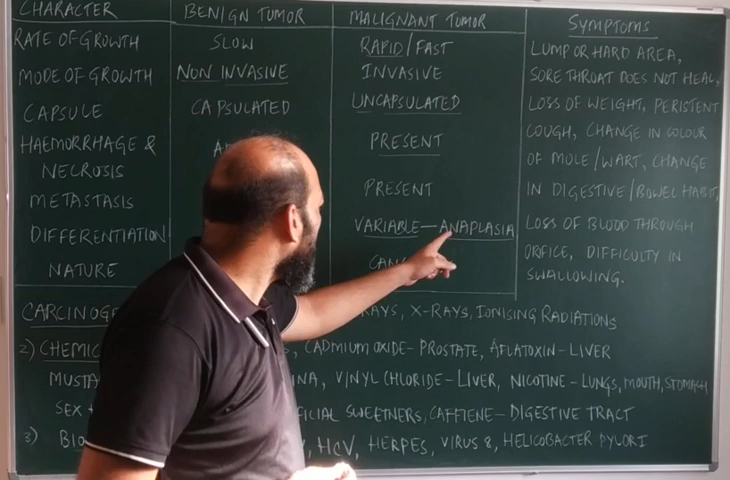 CHARACTER BENIGN TUMOR MALIGNANT TUMOR SYMPTOMS
RATE OF GROWTH SLOW RAPID/FAST LUMP OR HARD AREA,
MODE OF GROWTH NON INVASIVE INVASIVE SORE THROAT DOES NOT HEAL,
CAPSULE CAPSULATED UNCAPSULATED LOSS OF WEIGHT, PERISTENT
HAEMORRHAGE & PRESENT COUGH, CHANGE IN COLOUR
NECROSIS OF MOLE/WART, CHANGE
METASTASIS PRESENT IN DIGESTIVE/BOWEL HABIT,
DIFFERENTIATION VARIABLE-ANAPLASIA LOSS OF BLOOD THROUGH
NATURE ORIFICE, DIFFICULTY IN
SWALLOWING.
RAYS, X-RAYS, IONISING RADIATIONS
2) CADMIUM OXIDE-PROSTATE, AFLATOXIN-LIVER
VINYL CHLORIDE-LIVER, NICOTINE-LUNGS, MOUTH, STOMACH
SEX SWEETNERS, CAFFIENE-DIGESTIVE TRACT
3) HCV, HERPES, VIRUS 8, HELICOBACTER PYLORI